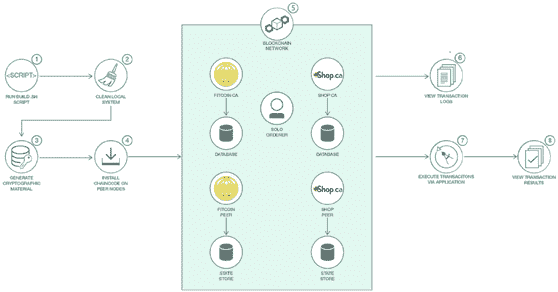 1
<SCRIPT>
RUN BUILD.SH
SCRIPT
2
CLEAN LOCAL
SYSTEM
3
GENERATE
CRYPTOGRAPHIC
MATERIAL
4
INSTALL
CHAINCODE ON
PEER NODES
5
BLOCKCHAIN
NETWORK
FITCOIN-CA
Shop.ca
SHOP-CA
SOLO
ORDERER
DATABASE
DATABASE
FITCOIN
PEER
Shop.ca
SHOP
PEER
STATE
STORE
STATE
STORE
6
VIEW TRANSACTION
LOGS
7
EXECUTE TRANSACTIONS
VIA APPLICATION
8
VIEW TRANSACTION
RESULTS